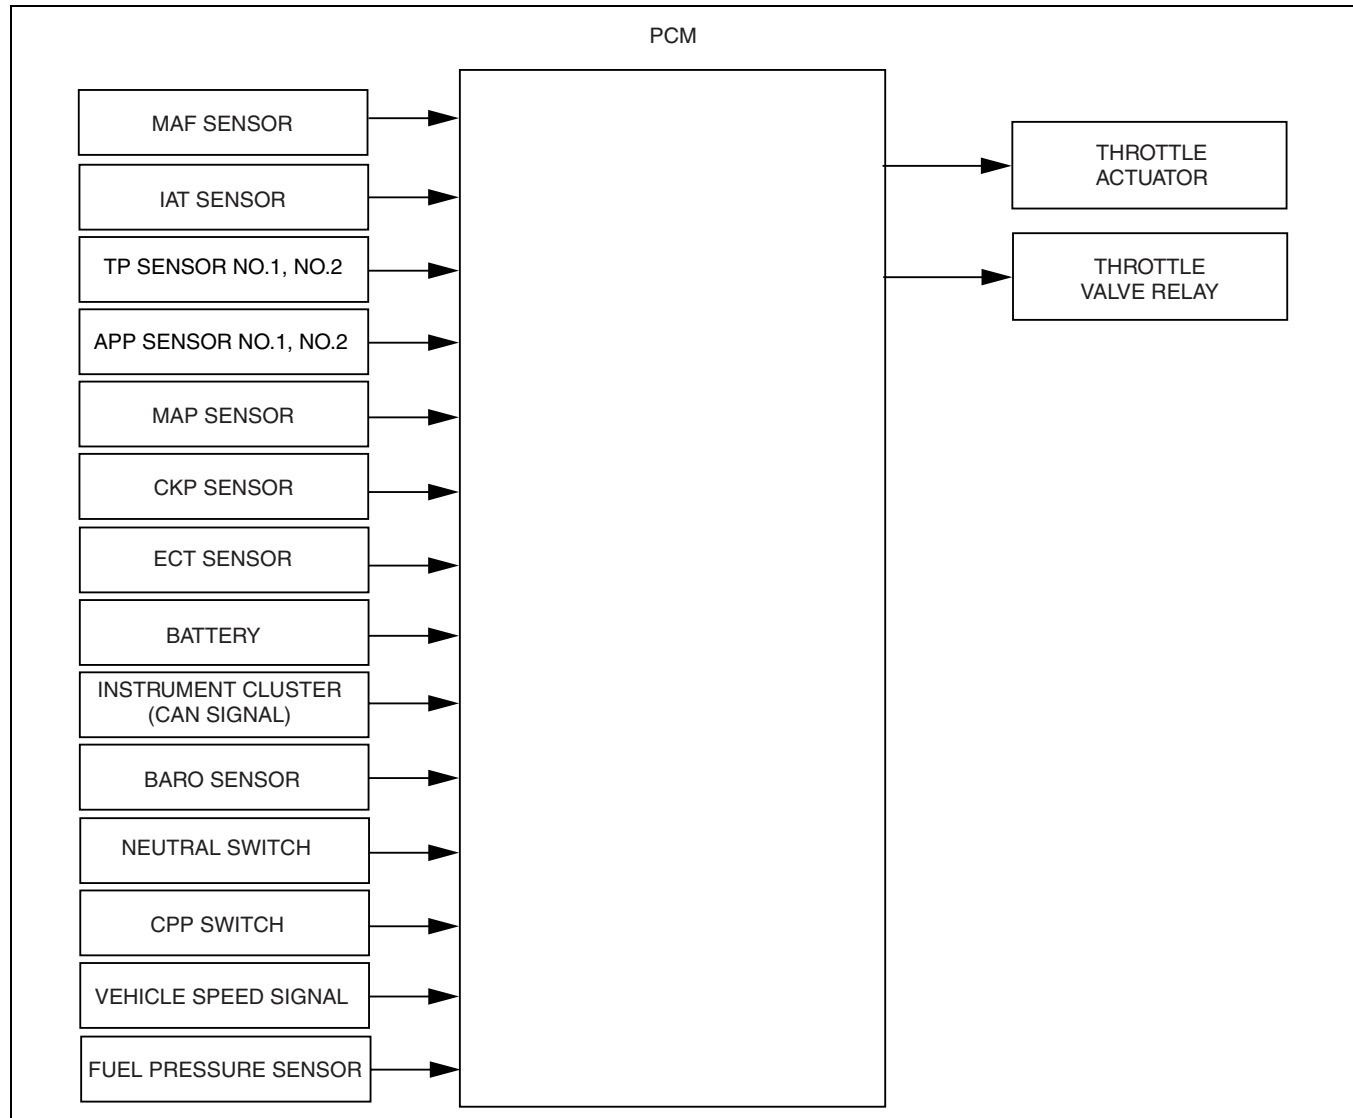 PCM
MAF SENSOR
IAT SENSOR
TP SENSOR NO.1, NO.2
APP SENSOR NO.1, NO.2
MAP SENSOR
CKP SENSOR
ECT SENSOR
BATTERY
INSTRUMENT CLUSTER
(CAN SIGNAL)
BARO SENSOR
NEUTRAL SWITCH
CPP SWITCH
VEHICLE SPEED SIGNAL
FUEL PRESSURE SENSOR
THROTTLE
ACTUATOR
THROTTLE
VALVE RELAY